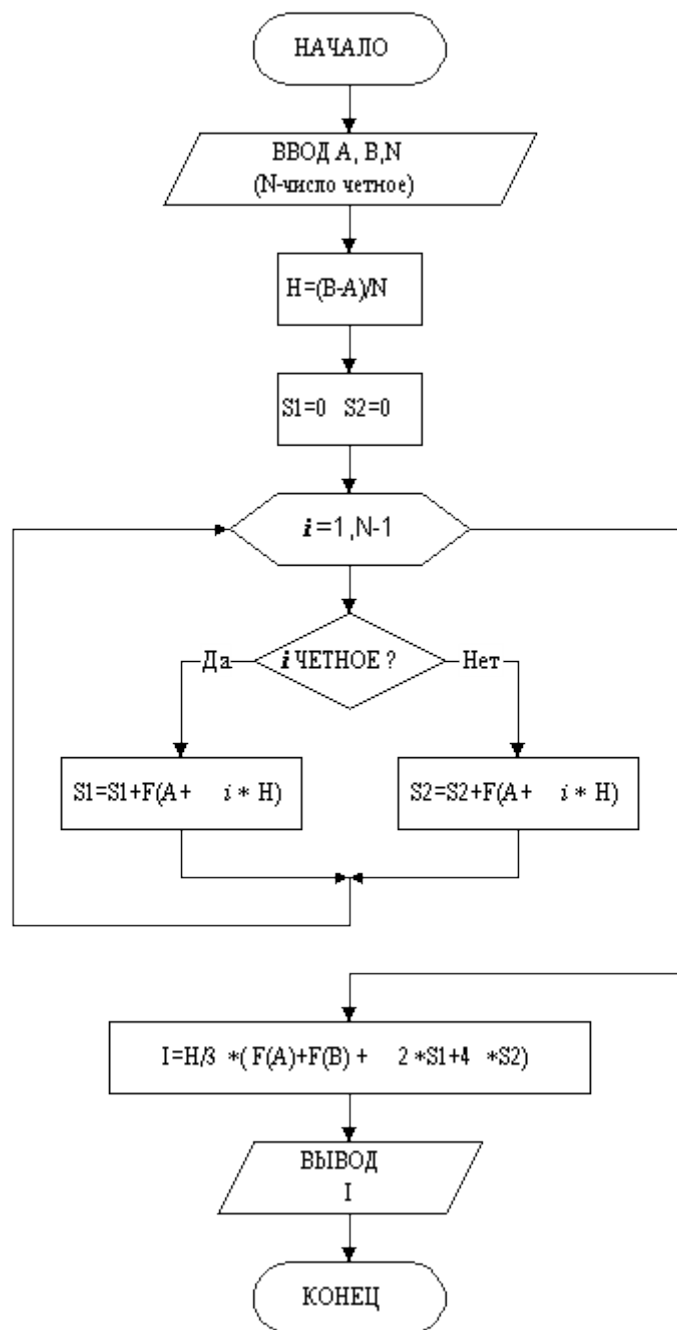 НАЧАЛО
ВВОД A, B,N
(N-число четное)
H=(B-A)/N
S1=0 S2=0
i=1,N-1
i ЧЕТНОЕ ?
Да
Нет
S1=S1+F(A+ i * H)
S2=S2+F(A+ i * H)
I=H/3 *( F(A)+F(B) + 2 *S1+4 *S2)
ВЫВОД
I
КОНЕЦ